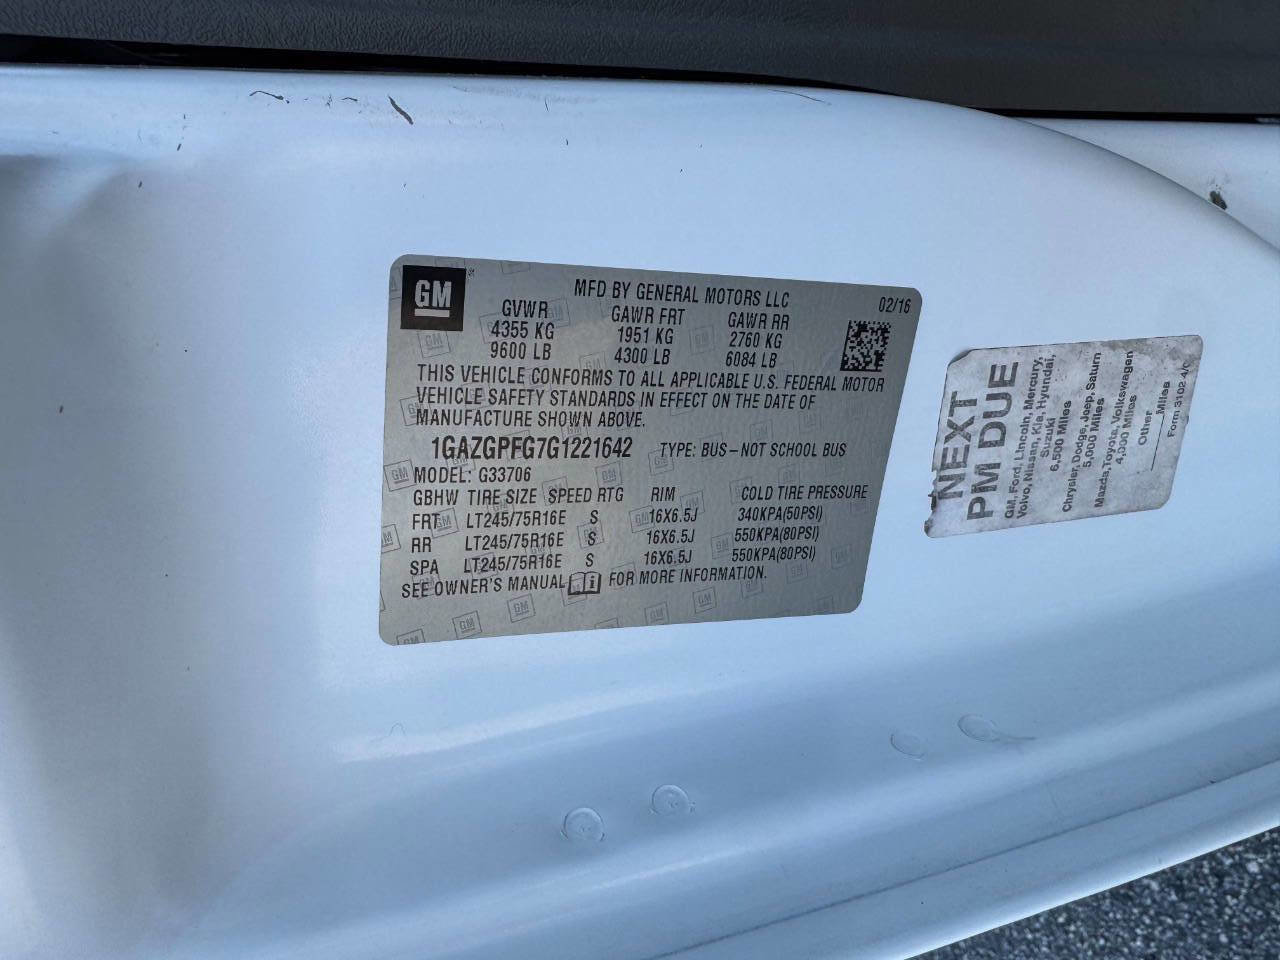 GM
MFD BY GENERAL MOTORS LLC
02/16
GVWR GAWR FRT GAWR RR
4355 KG 1951 KG 2760 KG
9600 LB 4300 LB 6084 LB
THIS VEHICLE CONFORMS TO ALL APPLICABLE U.S. FEDERAL MOTOR
VEHICLE SAFETY STANDARDS IN EFFECT ON THE DATE OF
MANUFACTURE SHOWN ABOVE.
1GAZGPFG7G1221642 TYPE: BUS–NOT SCHOOL BUS
MODEL: G33706
GBHW TIRE SIZE SPEED RTG RIM COLD TIRE PRESSURE
FRT LT245/75R16E S 16X6.5J 340KPA(50PSI)
RR LT245/75R16E S 16X6.5J 550KPA(80PSI)
SPA LT245/75R16E S 16X6.5J 550KPA(80PSI)
SEE OWNER'S MANUAL FOR MORE INFORMATION.
NEXT
PM DUE
GM, Ford, Lincoln, Mercury,
Volvo, Nissan, Kia, Hyundai,
Suzuki
6,500 Miles
Chrysler, Dodge, Jeep, Saturn
5,000 Miles
Mazda, Toyota, Volkswagen
4,000 Miles
Other
Miles
Form 3102 4/c